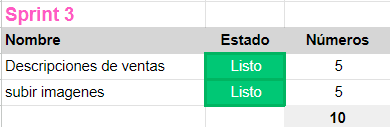 Sprint 3
Nombre Estado Números
Descripciones de ventas Listo 5
subir imagenes Listo 5
10